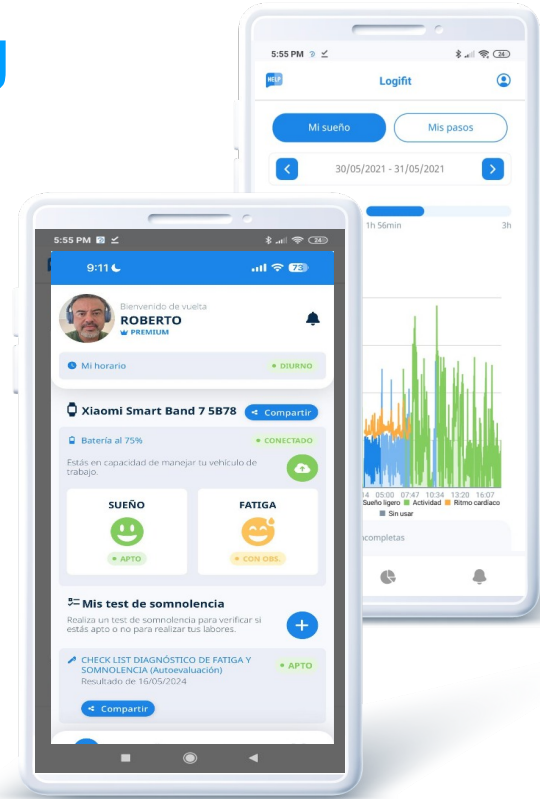 5:55 PM
24
HELP
Logifit
Mi sueño
Mis pasos
30/05/2021 - 31/05/2021
1h 56min
3h
14 05:00 07:47 10:34 13:20 16:07
Sueño ligero Actividad Ritmo cardíaco
Sin usar
ncompletas
5:55 PM
24
9:11
73
Bienvenido de vuelta
ROBERTO
PREMIUM
Mi horario
DIURNO
Xiaomi Smart Band 7 5B78
Compartir
Batería al 75%
CONECTADO
Estás en capacidad de manejar tu vehículo de
trabajo.
SUEÑO
FATIGA
APTO
CON OBS.
Mis test de somnolencia
Realiza un test de somnolencia para verificar si
estás apto o no para realizar tus labores.
CHECK LIST DIAGNÓSTICO DE FATIGA Y
SOMNOLENCIA (Autoevaluación)
APTO
Resultado de 16/05/2024
Compartir